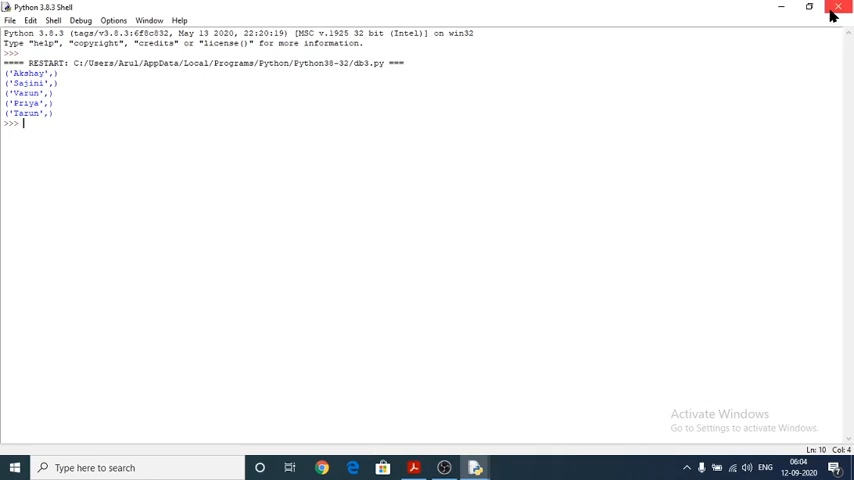 Python 3.8.3 Shell
File Edit Shell Debug Options Window Help
Python 3.8.3 (tags/v3.8.3:6f8c832, May 13 2020, 22:20:19) [MSC v.1925 32 bit (Intel)] on win32
Type "help", "copyright", "credits" or "license()" for more information.
>>>
==== RESTART: C:/Users/Arul/AppData/Local/Programs/Python/Python38-32/db3.py ===
('Akshay',)
('Sajini',)
('Varun',)
('Priya',)
('Tarun',)
>>>
Activate Windows
Go to Settings to activate Windows.
Ln: 10 Col: 4
Type here to search
ENG
06:04
12-09-2020
7